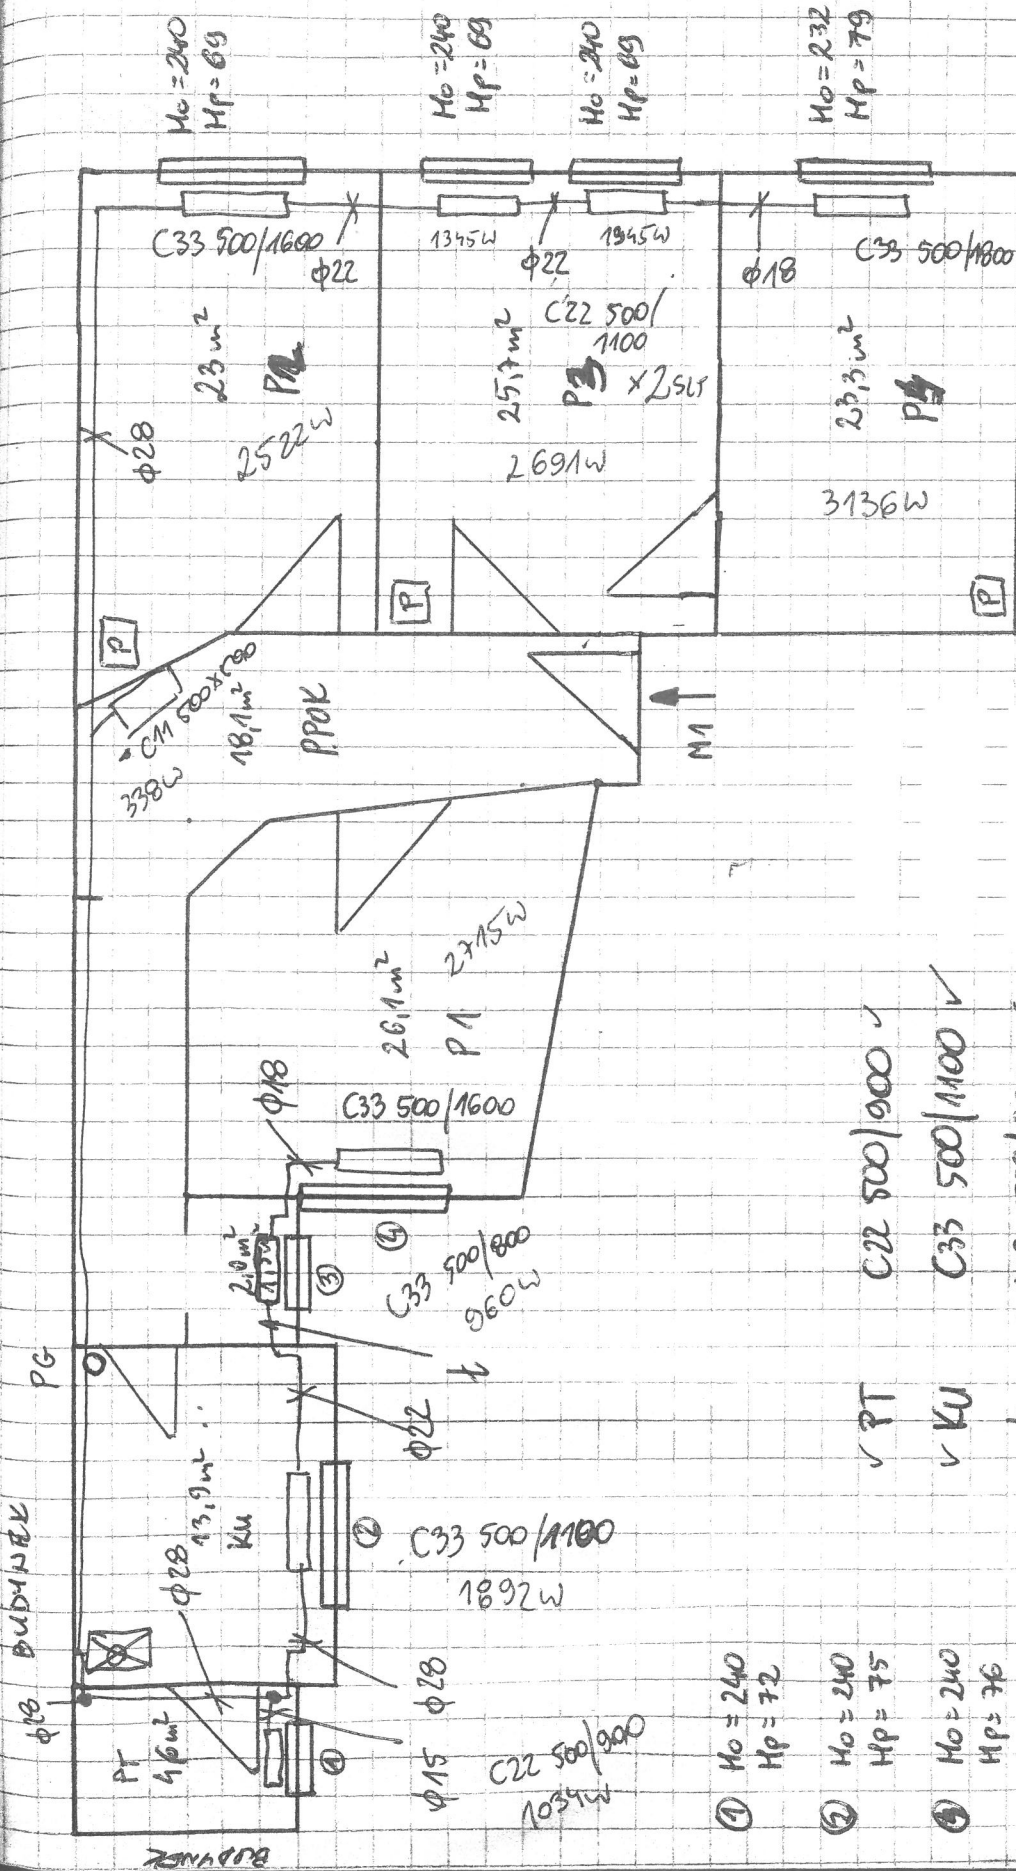 Ho=240
Hp=69
Ho=240
Hp=69
Ho=240
Hp=69
Ho=232
Hp=79
C33 500/1600
ϕ22
1345W
ϕ22
1345W
ϕ18
C33 500/1800
23m²
2522W
ϕ28
25,7m²
C22 500/
1100
x2szt
2691W
23,3m²
3136W
P
P
P
C11 500x600
338W
18,1m²
PPOK
M1
26,1m²
P1
2715W
ϕ18
C33 500/1600
2,0m²
④
③
C33 500/800
960W
PG
BUDYNEK
ϕ28
13,9m²
KU
ϕ28
ϕ22
②
C33 500/1100
1892W
PT
4,6m²
①
ϕ15
ϕ28
C22 500/900
1034W
BUDYNEK
✓ PT C22 500/900 ✓
✓ KU C33 500/1100 ✓
① Ho=240
Hp=72
② Ho=240
Hp=75
③ Ho=240
Hp=76